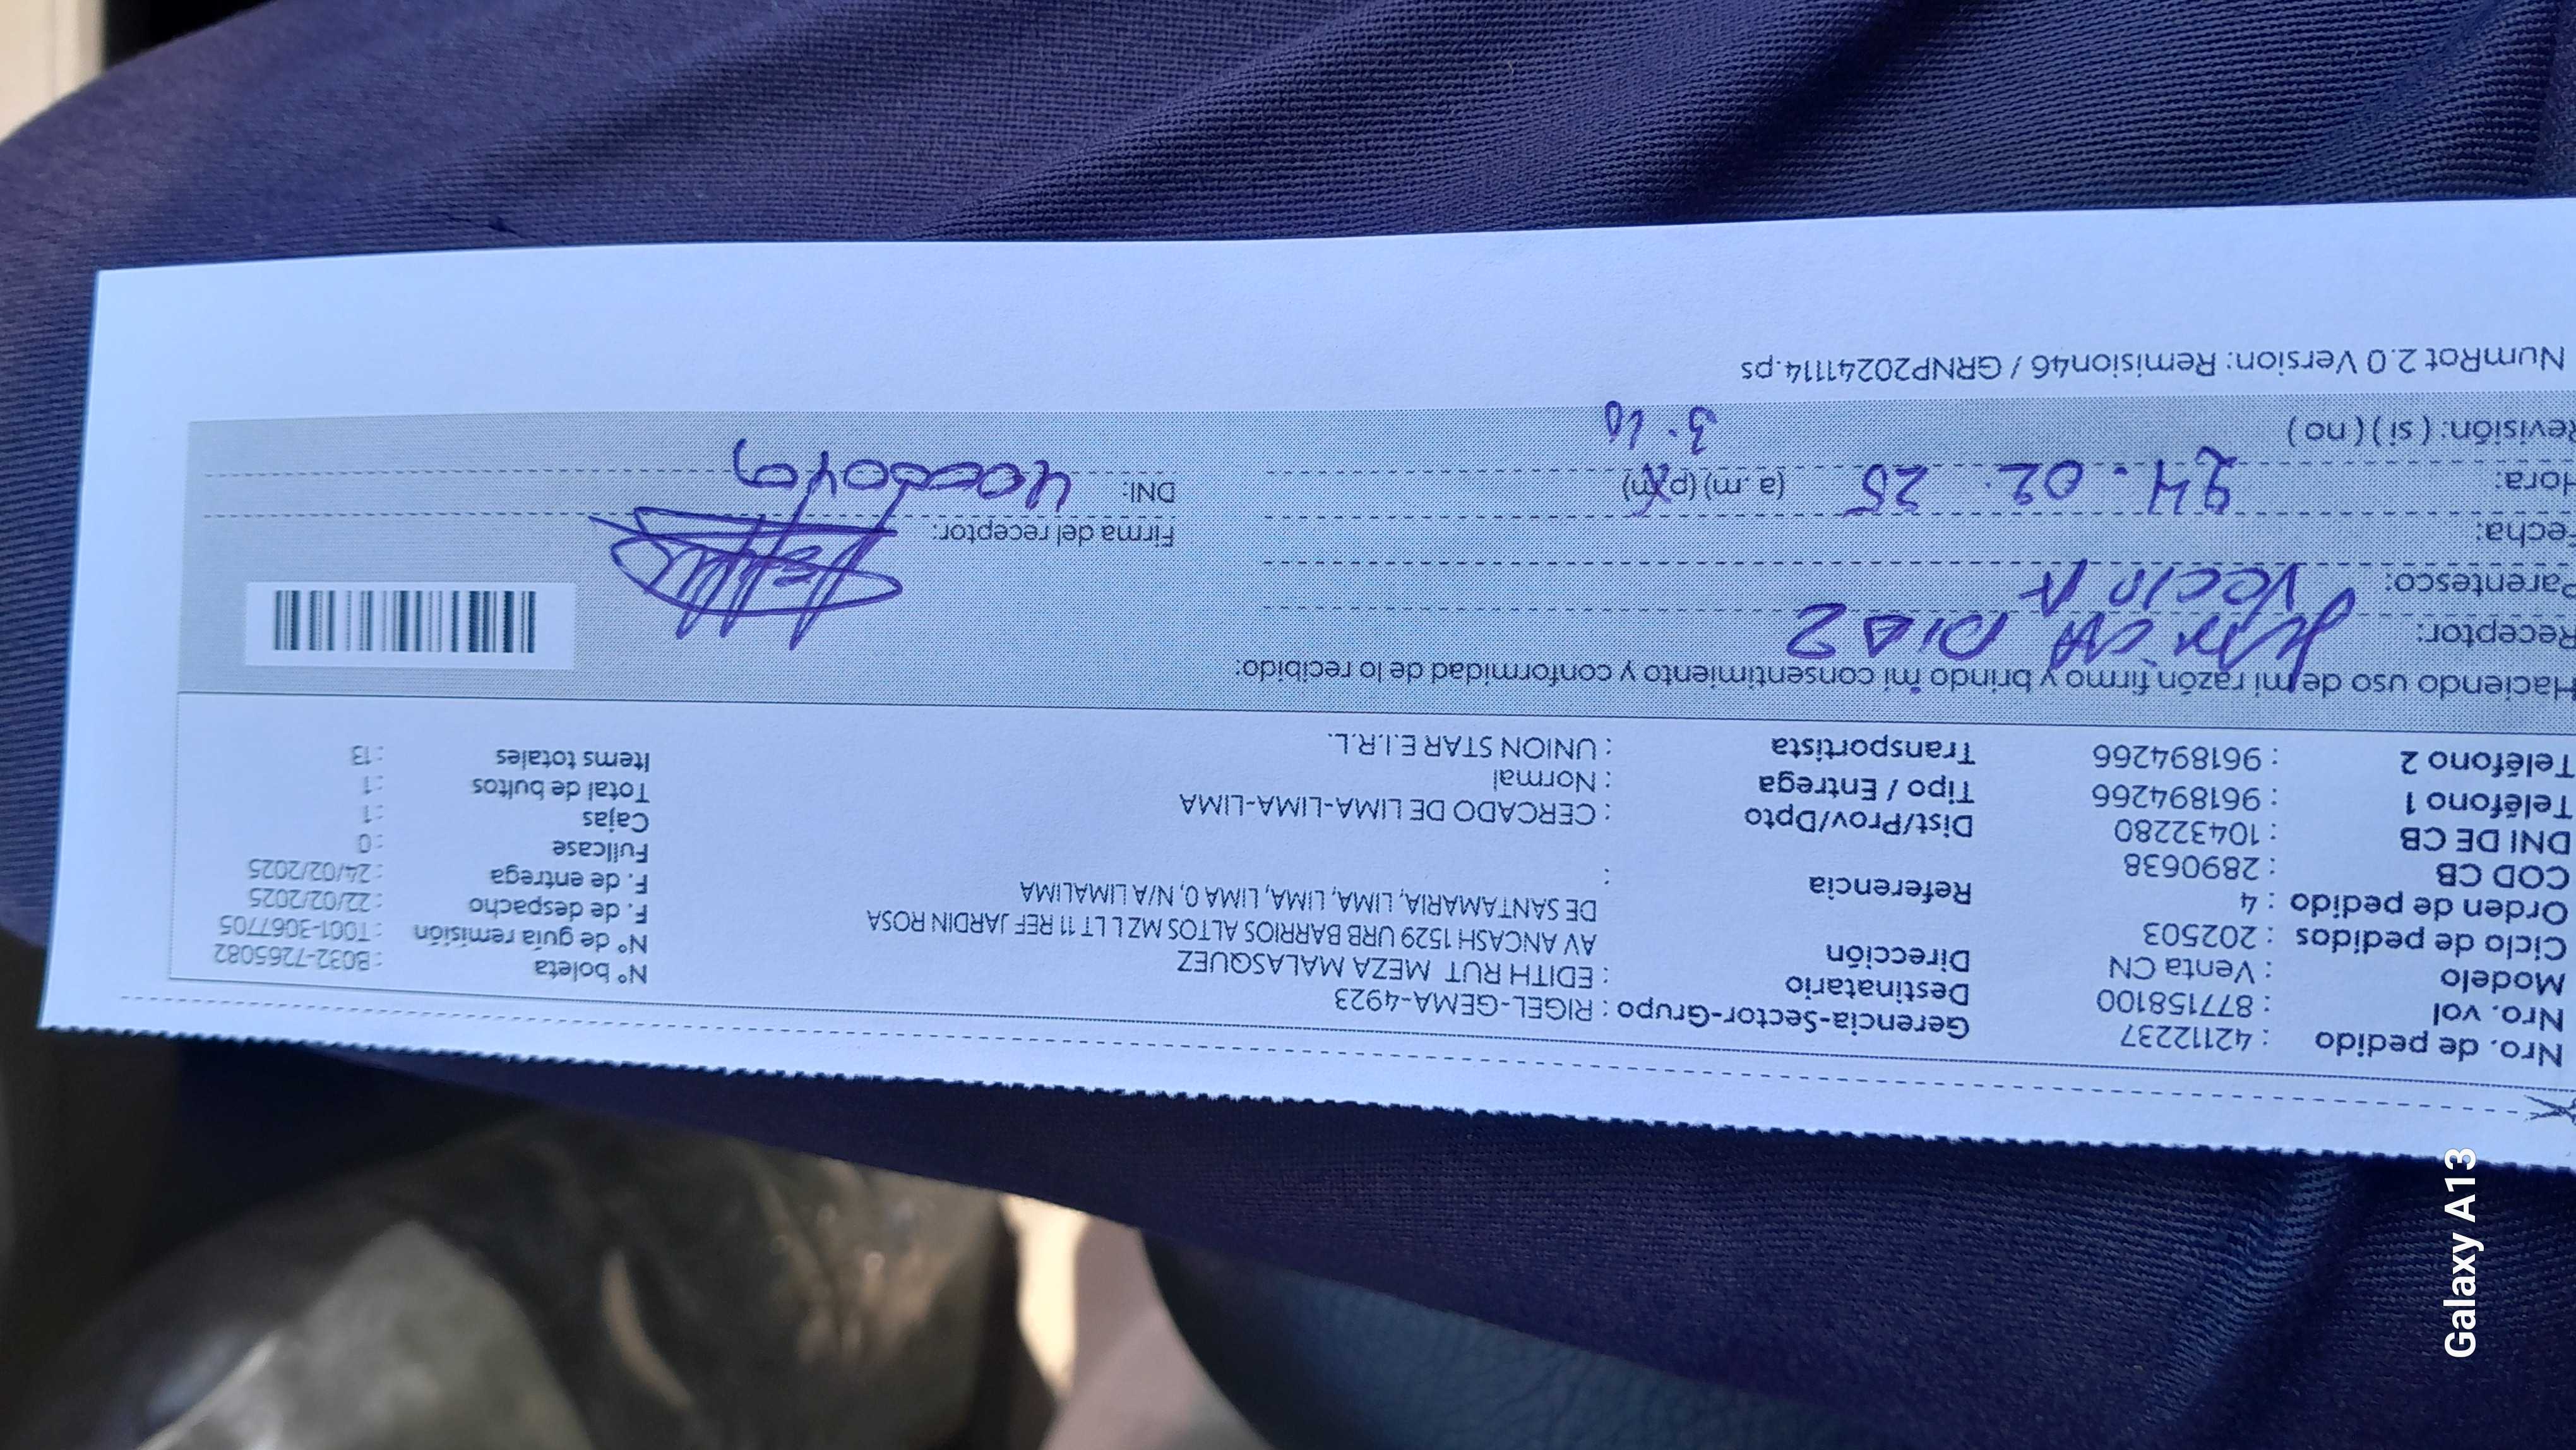 Nro. de pedido : 42112237
Nro. vol : 877158100
Modelo : Venta CN
Ciclo de pedidos : 202503
Orden de pedido : 4
COD CB : 2890638
DNI DE CB : 10432280
Teléfono 1 : 961894266
Teléfono 2 : 961894266
Gerencia-Sector-Grupo : RIGEL-GEMA-4923
Destinatario : EDITH RUT MEZA MALASQUEZ
Dirección AV ANCASH 1529 URB BARRIOS ALTOS MZ L LT 11 REF JARDIN ROSA
DE SANTAMARIA, LIMA, LIMA, LIMA 0, N/A LIMALIMA
Referencia :
Dist/Prov/Dpto : CERCADO DE LIMA-LIMA-LIMA
Tipo / Entrega : Normal
Transportista : UNION STAR E.I.R.L.
N° boleta : B032-7265082
N° de guía remisión : T001-3067705
F. de despacho : 22/02/2025
F. de entrega : 24/02/2025
Fullcase : 0
Cajas : 1
Total de bultos : 1
Items totales : 13
Haciendo uso de mi razón firmo y brindo mi consentimiento y conformidad de lo recibido:
Receptor: DIAZ
Parentesco: VECINA
Fecha: 24.02.25
Hora: (a.m) (p.m) 3.10
Revisión: ( si ) ( no )
Firma del receptor:
DNI:
NumRot 2.0 Version: Remision46 / GRNP20241114.ps
Galaxy A13